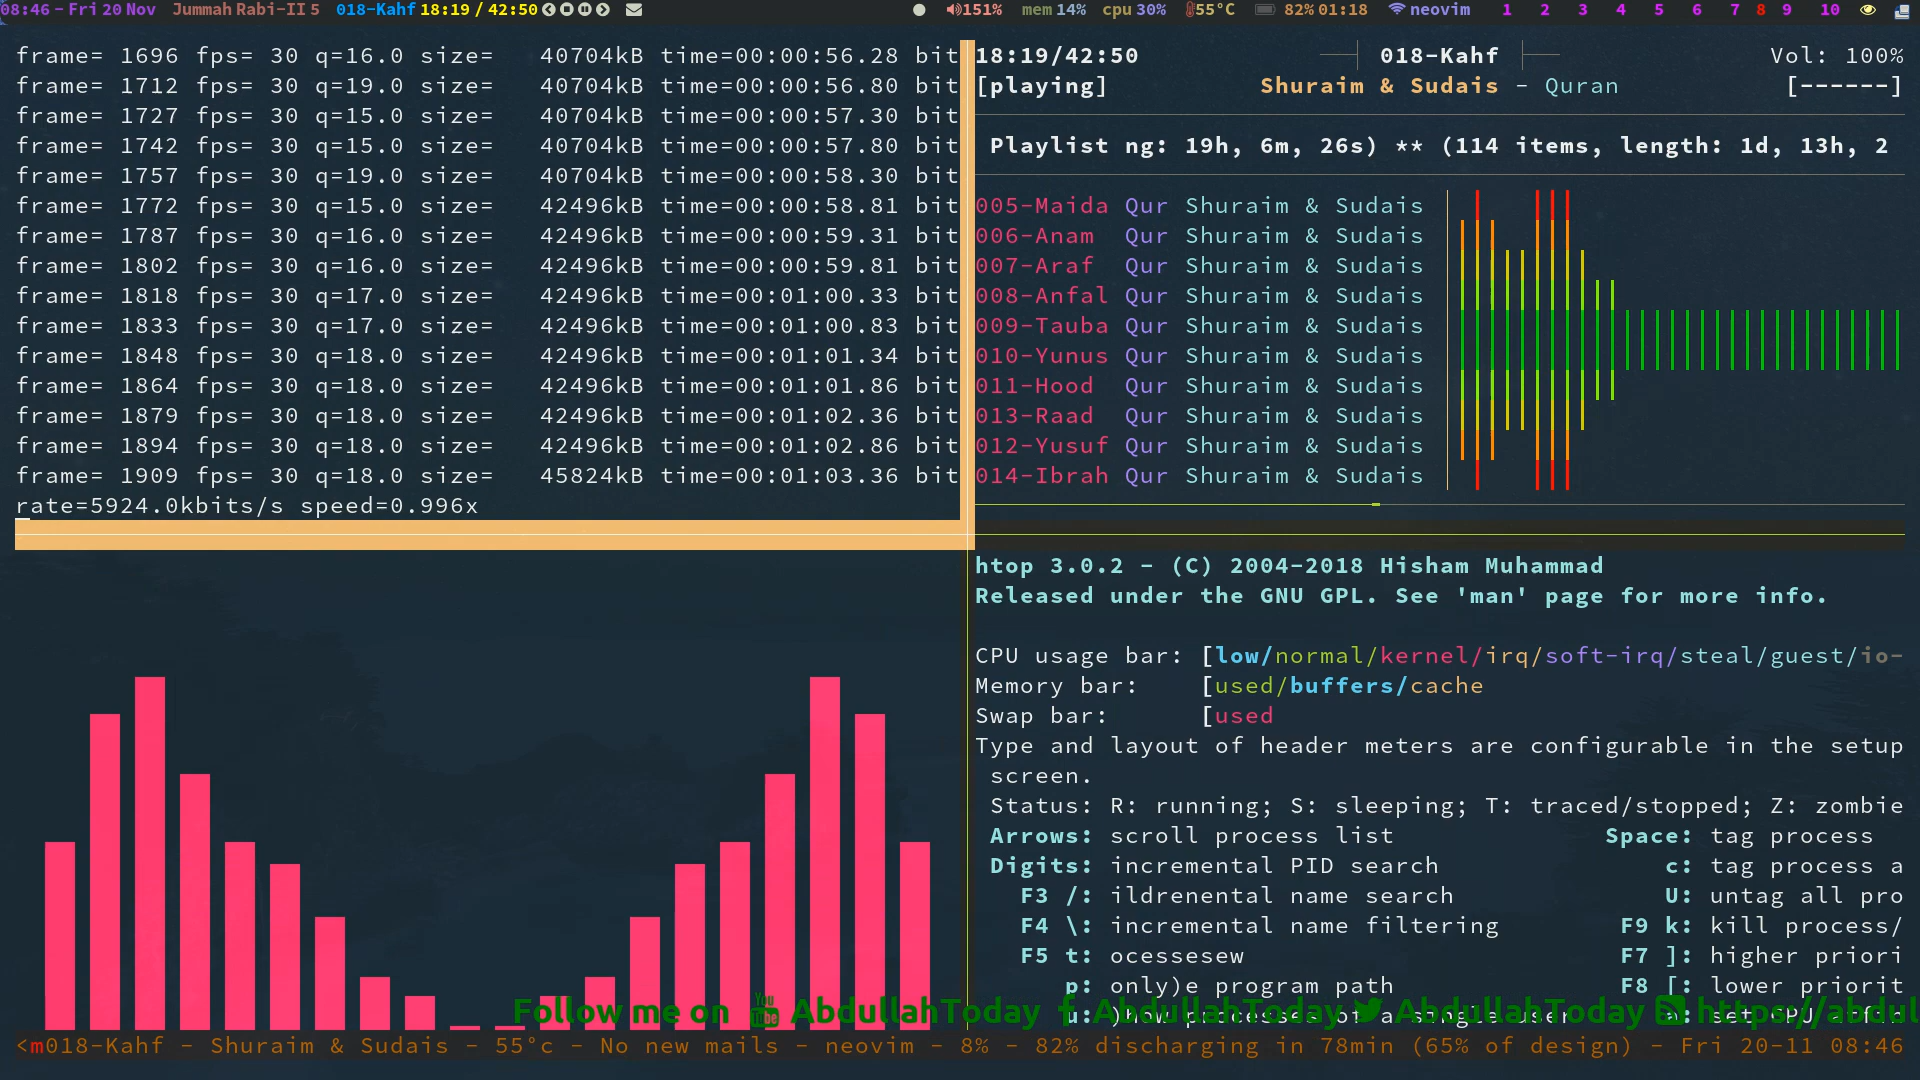 08:46 - Fri 20 Nov Jummah Rabi-II 5 018-Kahf 18:19 / 42:50 151% mem 14% cpu 30% 55°C 82% 01:18 neovim 1 2 3 4 5 6 7 8 9 10
frame= 1696 fps= 30 q=16.0 size=   40704kB time=00:00:56.28 bit
frame= 1712 fps= 30 q=19.0 size=   40704kB time=00:00:56.80 bit
frame= 1727 fps= 30 q=15.0 size=   40704kB time=00:00:57.30 bit
frame= 1742 fps= 30 q=15.0 size=   40704kB time=00:00:57.80 bit
frame= 1757 fps= 30 q=19.0 size=   40704kB time=00:00:58.30 bit
frame= 1772 fps= 30 q=15.0 size=   42496kB time=00:00:58.81 bit
frame= 1787 fps= 30 q=16.0 size=   42496kB time=00:00:59.31 bit
frame= 1802 fps= 30 q=16.0 size=   42496kB time=00:00:59.81 bit
frame= 1818 fps= 30 q=17.0 size=   42496kB time=00:01:00.33 bit
frame= 1833 fps= 30 q=17.0 size=   42496kB time=00:01:00.83 bit
frame= 1848 fps= 30 q=18.0 size=   42496kB time=00:01:01.34 bit
frame= 1864 fps= 30 q=18.0 size=   42496kB time=00:01:01.86 bit
frame= 1879 fps= 30 q=18.0 size=   42496kB time=00:01:02.36 bit
frame= 1894 fps= 30 q=18.0 size=   42496kB time=00:01:02.86 bit
frame= 1909 fps= 30 q=18.0 size=   45824kB time=00:01:03.36 bit
rate=5924.0kbits/s speed=0.996x
18:19/42:50 018-Kahf Vol: 100%
[playing] Shuraim & Sudais - Quran [------]
Playlist ng: 19h, 6m, 26s) ** (114 items, length: 1d, 13h, 2
005-Maida Qur Shuraim & Sudais
006-Anam Qur Shuraim & Sudais
007-Araf Qur Shuraim & Sudais
008-Anfal Qur Shuraim & Sudais
009-Tauba Qur Shuraim & Sudais
010-Yunus Qur Shuraim & Sudais
011-Hood Qur Shuraim & Sudais
013-Raad Qur Shuraim & Sudais
012-Yusuf Qur Shuraim & Sudais
014-Ibrah Qur Shuraim & Sudais
htop 3.0.2 - (C) 2004-2018 Hisham Muhammad
Released under the GNU GPL. See 'man' page for more info.
CPU usage bar: [low/normal/kernel/irq/soft-irq/steal/guest/io-
Memory bar:    [used/buffers/cache
Swap bar:      [used
Type and layout of header meters are configurable in the setup
screen.
Status: R: running; S: sleeping; T: traced/stopped; Z: zombie
Arrows: scroll process list Space: tag process
Digits: incremental PID search c: tag process a
F3 /: ildrenental name search U: untag all pro
F4 \: incremental name filtering F9 k: kill process/
F5 t: ocessesew F7 ]: higher priori
p: only)e program path F8 [: lower priorit
u: )how processes of a single user
Follow me on You Tube AbdullahToday f AbdullahToday AbdullahToday https://abdul
<m018-Kahf - Shuraim & Sudais - 55°c - No new mails - neovim - 8% - 82% discharging in 78min (65% of design) - Fri 20-11 08:46